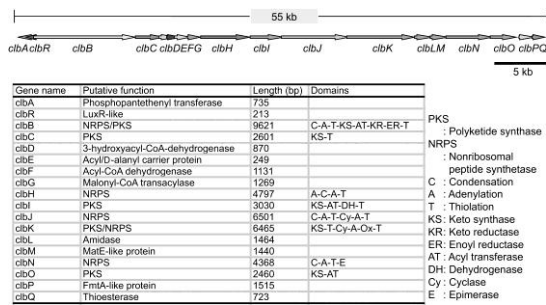 55 kb
clbA clbR clbB clbC clbDEFG clbH clbI clbJ clbK clbLM clbN clbO clbPQ
5 kb
Gene name Putative function Length (bp) Domains
clbA Phosphopantethenyl transferase 735
clbR LuxR-like 213
clbB NRPS/PKS 9621 C-A-T-KS-AT-KR-ER-T
clbC PKS 2601 KS-T
clbD 3-hydroxyacyl-CoA-dehydrogenase 870
clbE Acyl/D-alanyl carrier protein 249
clbF Acyl-CoA dehydrogenase 1131
clbG Malonyl-CoA transacylase 1269
clbH NRPS 4797 A-C-A-T
clbI PKS 3030 KS-AT-DH-T
clbJ NRPS 6501 C-A-T-Cy-A-T
clbK PKS/NRPS 6465 KS-T-Cy-A-Ox-T
clbL Amidase 1464
clbM MatE-like protein 1440
clbN NRPS 4368 C-A-T-E
clbO PKS 2460 KS-AT
clbP FmtA-like protein 1515
clbQ Thioesterase 723
PKS
: Polyketide synthase
NRPS
: Nonribosomal
peptide synthetase
C : Condensation
A : Adenylation
T : Thiolation
KS: Keto synthase
KR: Keto reductase
ER: Enoyl reductase
AT: Acyl transferase
DH: Dehydrogenase
Cy : Cyclase
E : Epimerase